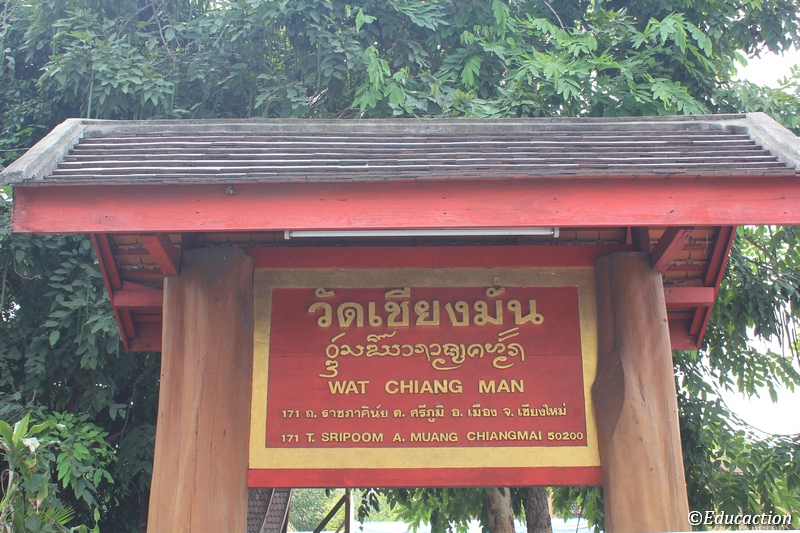 วัดเชียงมั่น
WAT CHIANG MAN
171 ถ. ราชภาคินัย ต. ศรีภูมิ อ. เมือง จ. เชียงใหม่
171 T. SRIPOOM A. MUANG CHIANGMAI 50200
©Educaction